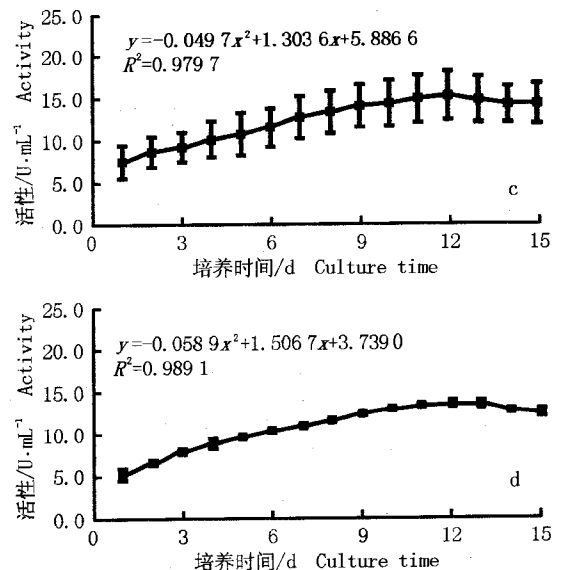 25.0
y=-0.049 7x²+1.303 6x+5.886 6
R²=0.979 7
20.0
15.0
10.0
5.0
0.0
活性/U·mL⁻¹ Activity
c
0 3 6 9 12 15
培养时间/d Culture time
25.0
20.0
y=-0.058 9x²+1.506 7x+3.739 0
R²=0.989 1
15.0
10.0
5.0
0.0
活性/U·mL⁻¹ Activity
d
0 3 6 9 12 15
培养时间/d Culture time